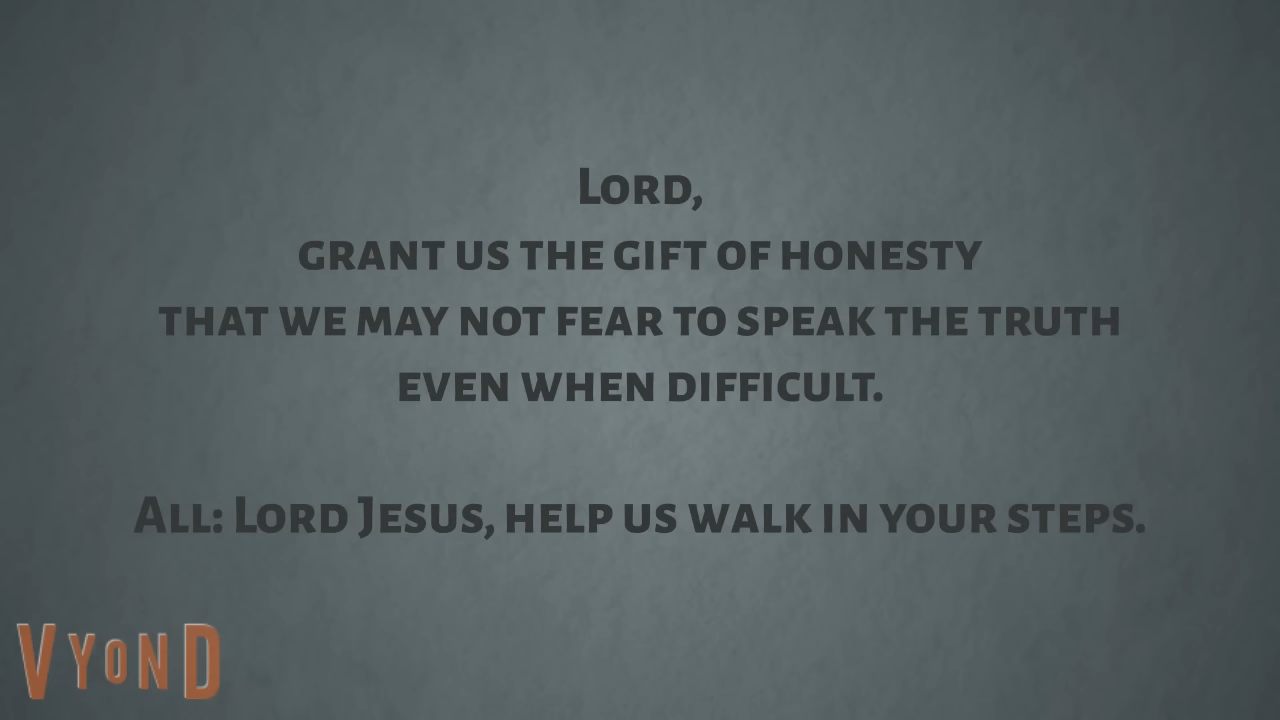 Lord,
grant us the gift of honesty
that we may not fear to speak the truth
even when difficult.
All: Lord Jesus, help us walk in your steps.
VYOND